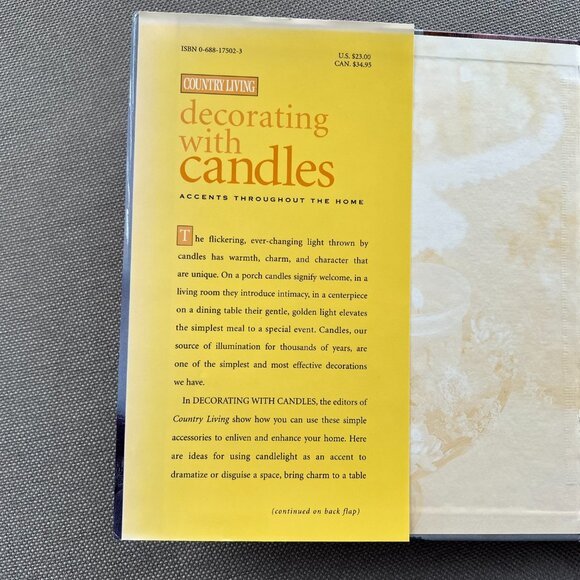 ISBN 0-688-17502-3
U.S. $23.00
CAN. $34.95
COUNTRY LIVING
decorating
with
candles
ACCENTS THROUGHOUT THE HOME
The flickering, ever-changing light thrown by
candles has warmth, charm, and character that
are unique. On a porch candles signify welcome, in a
living room they introduce intimacy, in a centerpiece
on a dining table their gentle, golden light elevates
the simplest meal to a special event. Candles, our
source of illumination for thousands of years, are
one of the simplest and most effective decorations
we have.
In DECORATING WITH CANDLES, the editors of
Country Living show how you can use these simple
accessories to enliven and enhance your home. Here
are ideas for using candlelight as an accent to
dramatize or disguise a space, bring charm to a table
(continued on back flap)